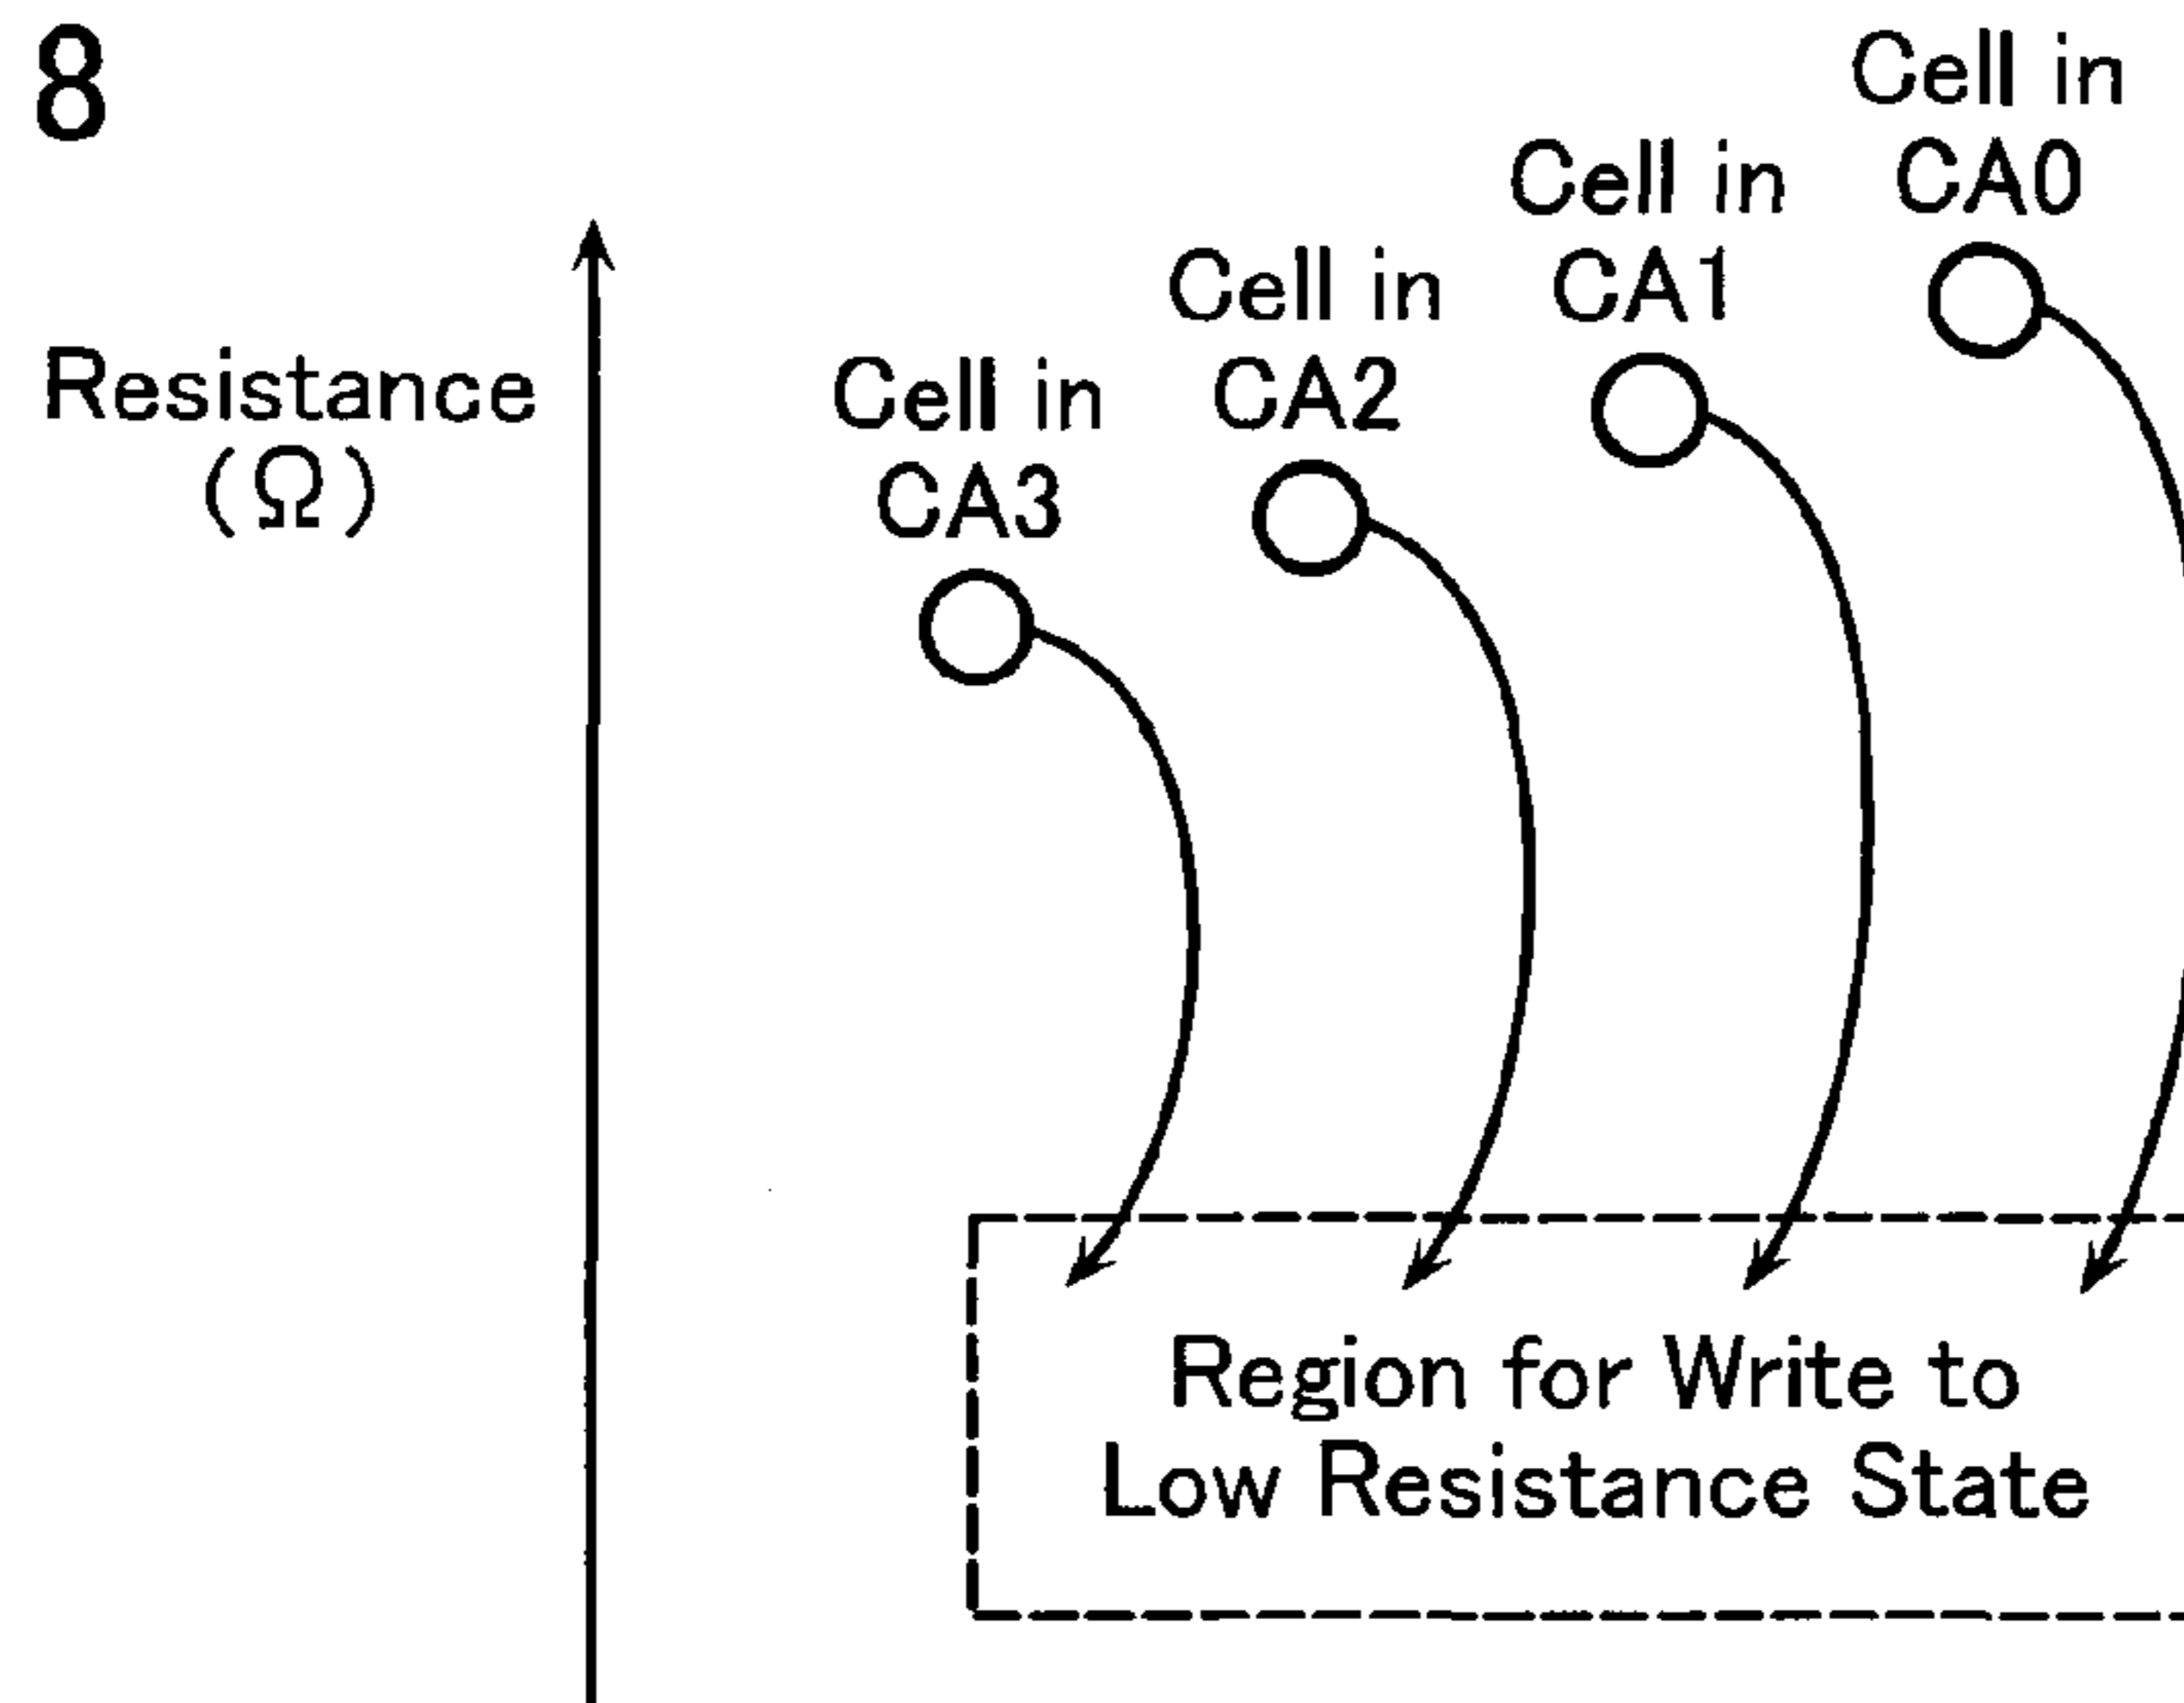 8
Resistance
(Ω)
Cell in
CA3
Cell in
CA2
Cell in
CA1
Cell in
CA0
Region for Write to
Low Resistance State